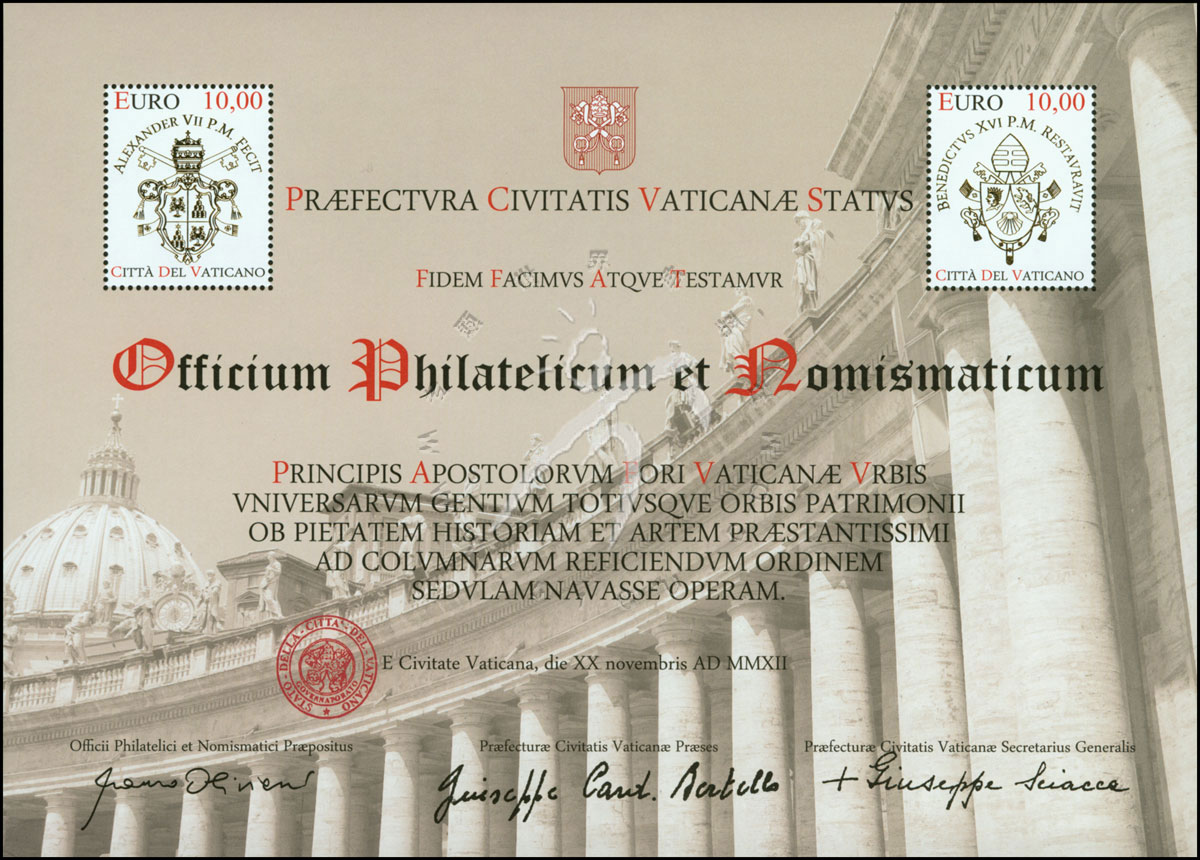 EURO 10,00
ALEXANDER VII P.M. FECIT
CITTÀ DEL VATICANO
EURO 10,00
BENEDICTVS XVI P.M. RESTAVRAVIT
CITTÀ DEL VATICANO
PRÆFECTVRA CIVITATIS VATICANÆ STATVS
FIDEM FACIMVS ATQVE TESTAMVR
Officium Philatelicum et Nomismaticum
PRINCIPIS APOSTOLORVM FORI VATICANÆ VRBIS
VNIVERSARVM GENTIVM TOTIVSQVE ORBIS PATRIMONII
OB PIETATEM HISTORIAM ET ARTEM PRÆSTANTISSIMI
AD COLVMNARVM REFICIENDVM ORDINEM
SEDVLAM NAVASSE OPERAM.
STATO DELLA CITTÀ DEL VATICANO
GOVERNATORATO
E Civitate Vaticana, die XX novembris AD MMXII
Officii Philatelici et Nomismatici Præpositus
Præfecturæ Civitatis Vaticanæ Præses
Præfecturæ Civitatis Vaticanæ Secretarius Generalis
Giuseppe Card. Bertello
+ Giuseppe Sciacca